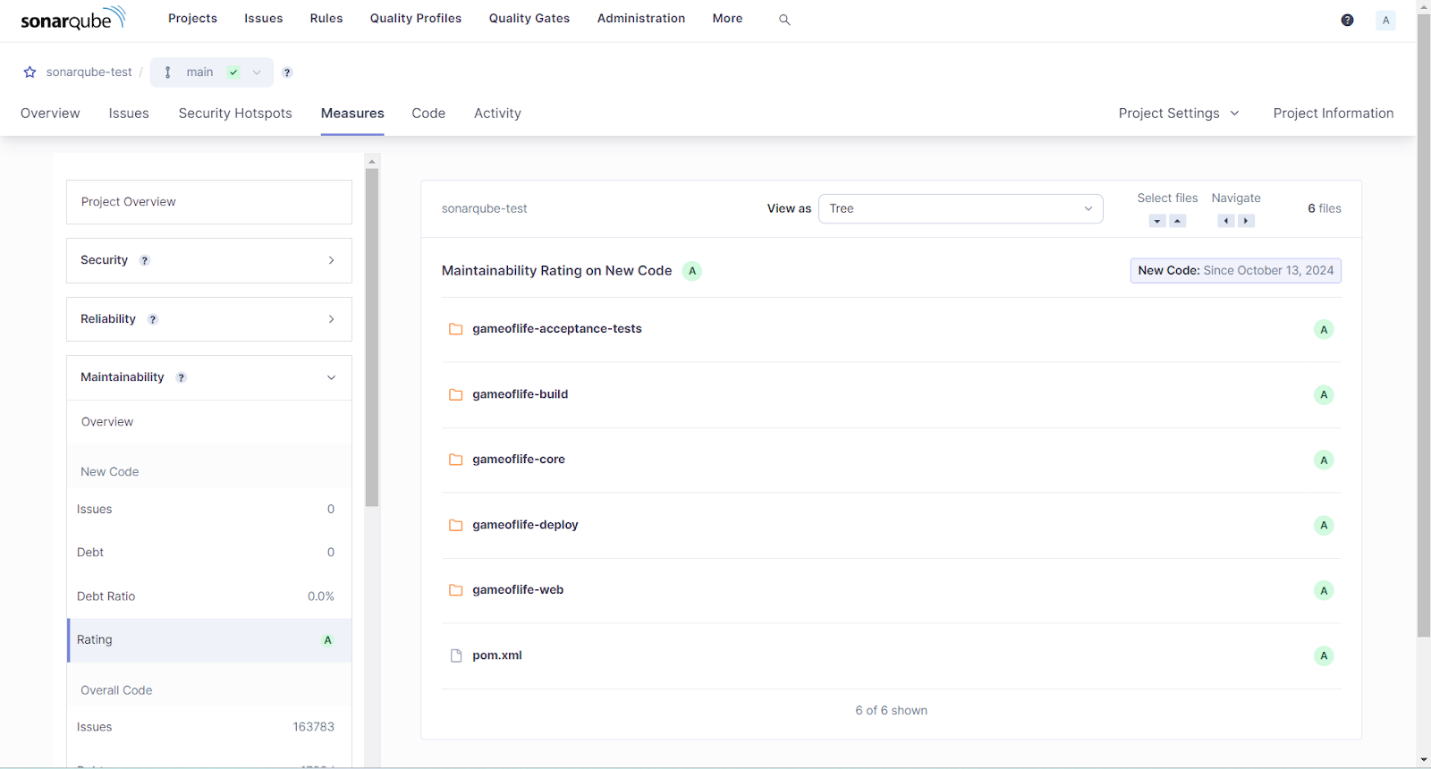 sonarqube Projects Issues Rules Quality Profiles Quality Gates Administration More ? A
sonarqube-test / main ?
Overview Issues Security Hotspots Measures Code Activity Project Settings Project Information
Project Overview
Security ?
Reliability ?
Maintainability ?
Overview
New Code
Issues 0
Debt 0
Debt Ratio 0.0%
Rating A
Overall Code
Issues 163783
sonarqube-test View as Tree Select files Navigate 6 files
Maintainability Rating on New Code A New Code: Since October 13, 2024
gameoflife-acceptance-tests A
gameoflife-build A
gameoflife-core A
gameoflife-deploy A
gameoflife-web A
pom.xml A
6 of 6 shown